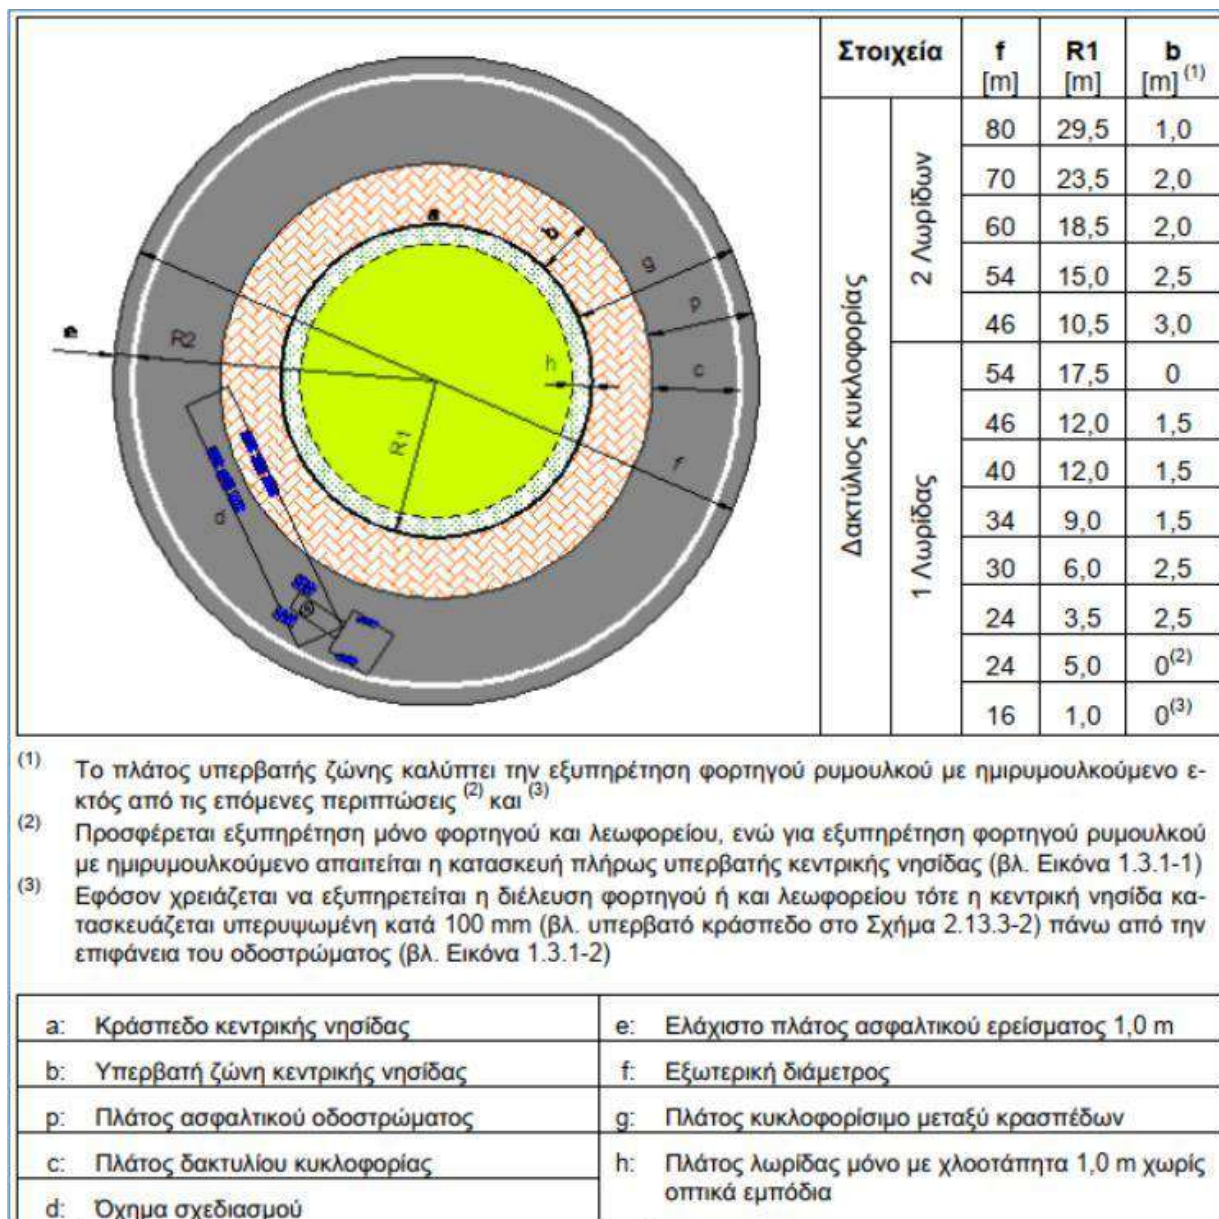 Στοιχεία f R1 b
[m] [m] [m] (1)
Δακτύλιος κυκλοφορίας
2 Λωρίδων
80 29,5 1,0
70 23,5 2,0
60 18,5 2,0
54 15,0 2,5
46 10,5 3,0
1 Λωρίδας
54 17,5 0
46 12,0 1,5
40 12,0 1,5
34 9,0 1,5
30 6,0 2,5
24 3,5 2,5
24 5,0 0(2)
16 1,0 0(3)
a
b
g
p
e
R2
h
c
R1
f
d
(1) Το πλάτος υπερβατής ζώνης καλύπτει την εξυπηρέτηση φορτηγού ρυμουλκού με ημιρυμουλκούμενο ε-
κτός από τις επόμενες περιπτώσεις (2) και (3)
(2) Προσφέρεται εξυπηρέτηση μόνο φορτηγού και λεωφορείου, ενώ για εξυπηρέτηση φορτηγού ρυμουλκού
με ημιρυμουλκούμενο απαιτείται η κατασκευή πλήρως υπερβατής κεντρικής νησίδας (βλ. Εικόνα 1.3.1-1)
(3) Εφόσον χρειάζεται να εξυπηρετείται η διέλευση φορτηγού ή και λεωφορείου τότε η κεντρική νησίδα κα-
τασκευάζεται υπερυψωμένη κατά 100 mm (βλ. υπερβατό κράσπεδο στο Σχήμα 2.13.3-2) πάνω από την
επιφάνεια του οδοστρώματος (βλ. Εικόνα 1.3.1-2)
a: Κράσπεδο κεντρικής νησίδας
e: Ελάχιστο πλάτος ασφαλτικού ερείσματος 1,0 m
b: Υπερβατή ζώνη κεντρικής νησίδας
f: Εξωτερική διάμετρος
p: Πλάτος ασφαλτικού οδοστρώματος
g: Πλάτος κυκλοφορίσιμο μεταξύ κρασπέδων
c: Πλάτος δακτυλίου κυκλοφορίας
h: Πλάτος λωρίδας μόνο με χλοοτάπητα 1,0 m χωρίς
οπτικά εμπόδια
d: Όχημα σχεδιασμού